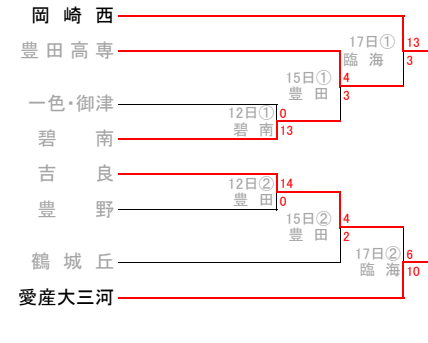 岡崎西
17日① 13
豊田高専
臨海 3
15日① 4
豊田 3
一色・御津
12日① 0
碧南 13
碧南
吉良
12日② 14
豊田 0
豊野
15日② 4
豊田 2
鶴城丘
17日② 6
臨海 10
愛産大三河